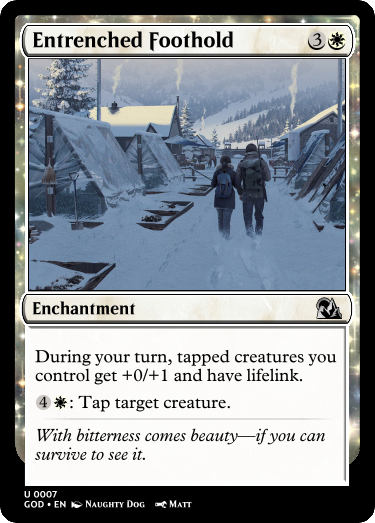 Entrenched Foothold 3
Enchantment
During your turn, tapped creatures you
control get +0/+1 and have lifelink.
4 : Tap target creature.
With bitterness comes beauty—if you can
survive to see it.
U 0007
GOD • EN Naughty Dog Matt